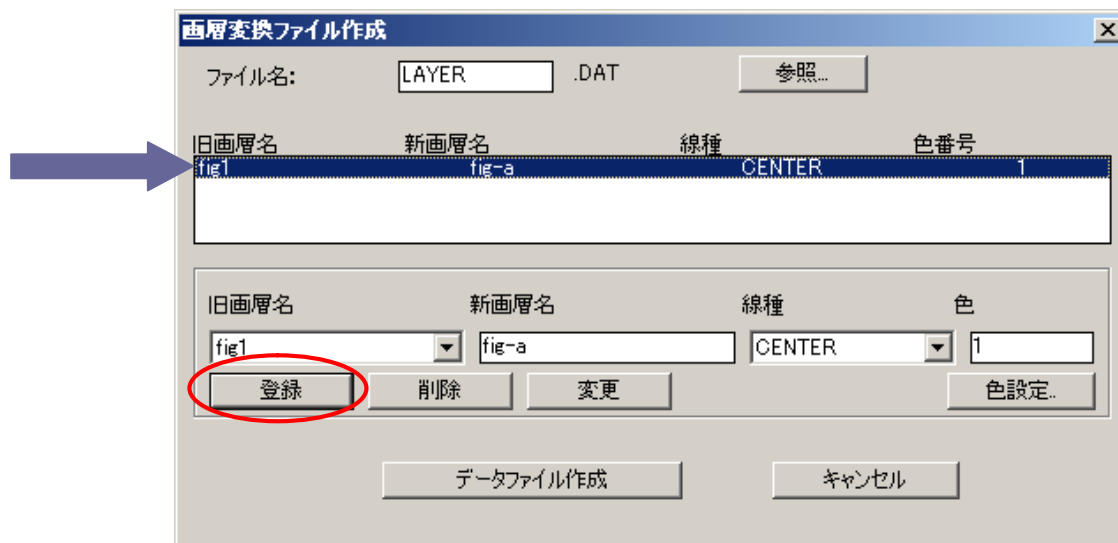 画層変換ファイル作成
ファイル名: LAYER .DAT 参照...
旧画層名 新画層名 線種 色番号
fig1 fig-a CENTER 1
旧画層名 新画層名 線種 色
fig1 fig-a CENTER 1
登録 削除 変更 色設定..
データファイル作成 キャンセル